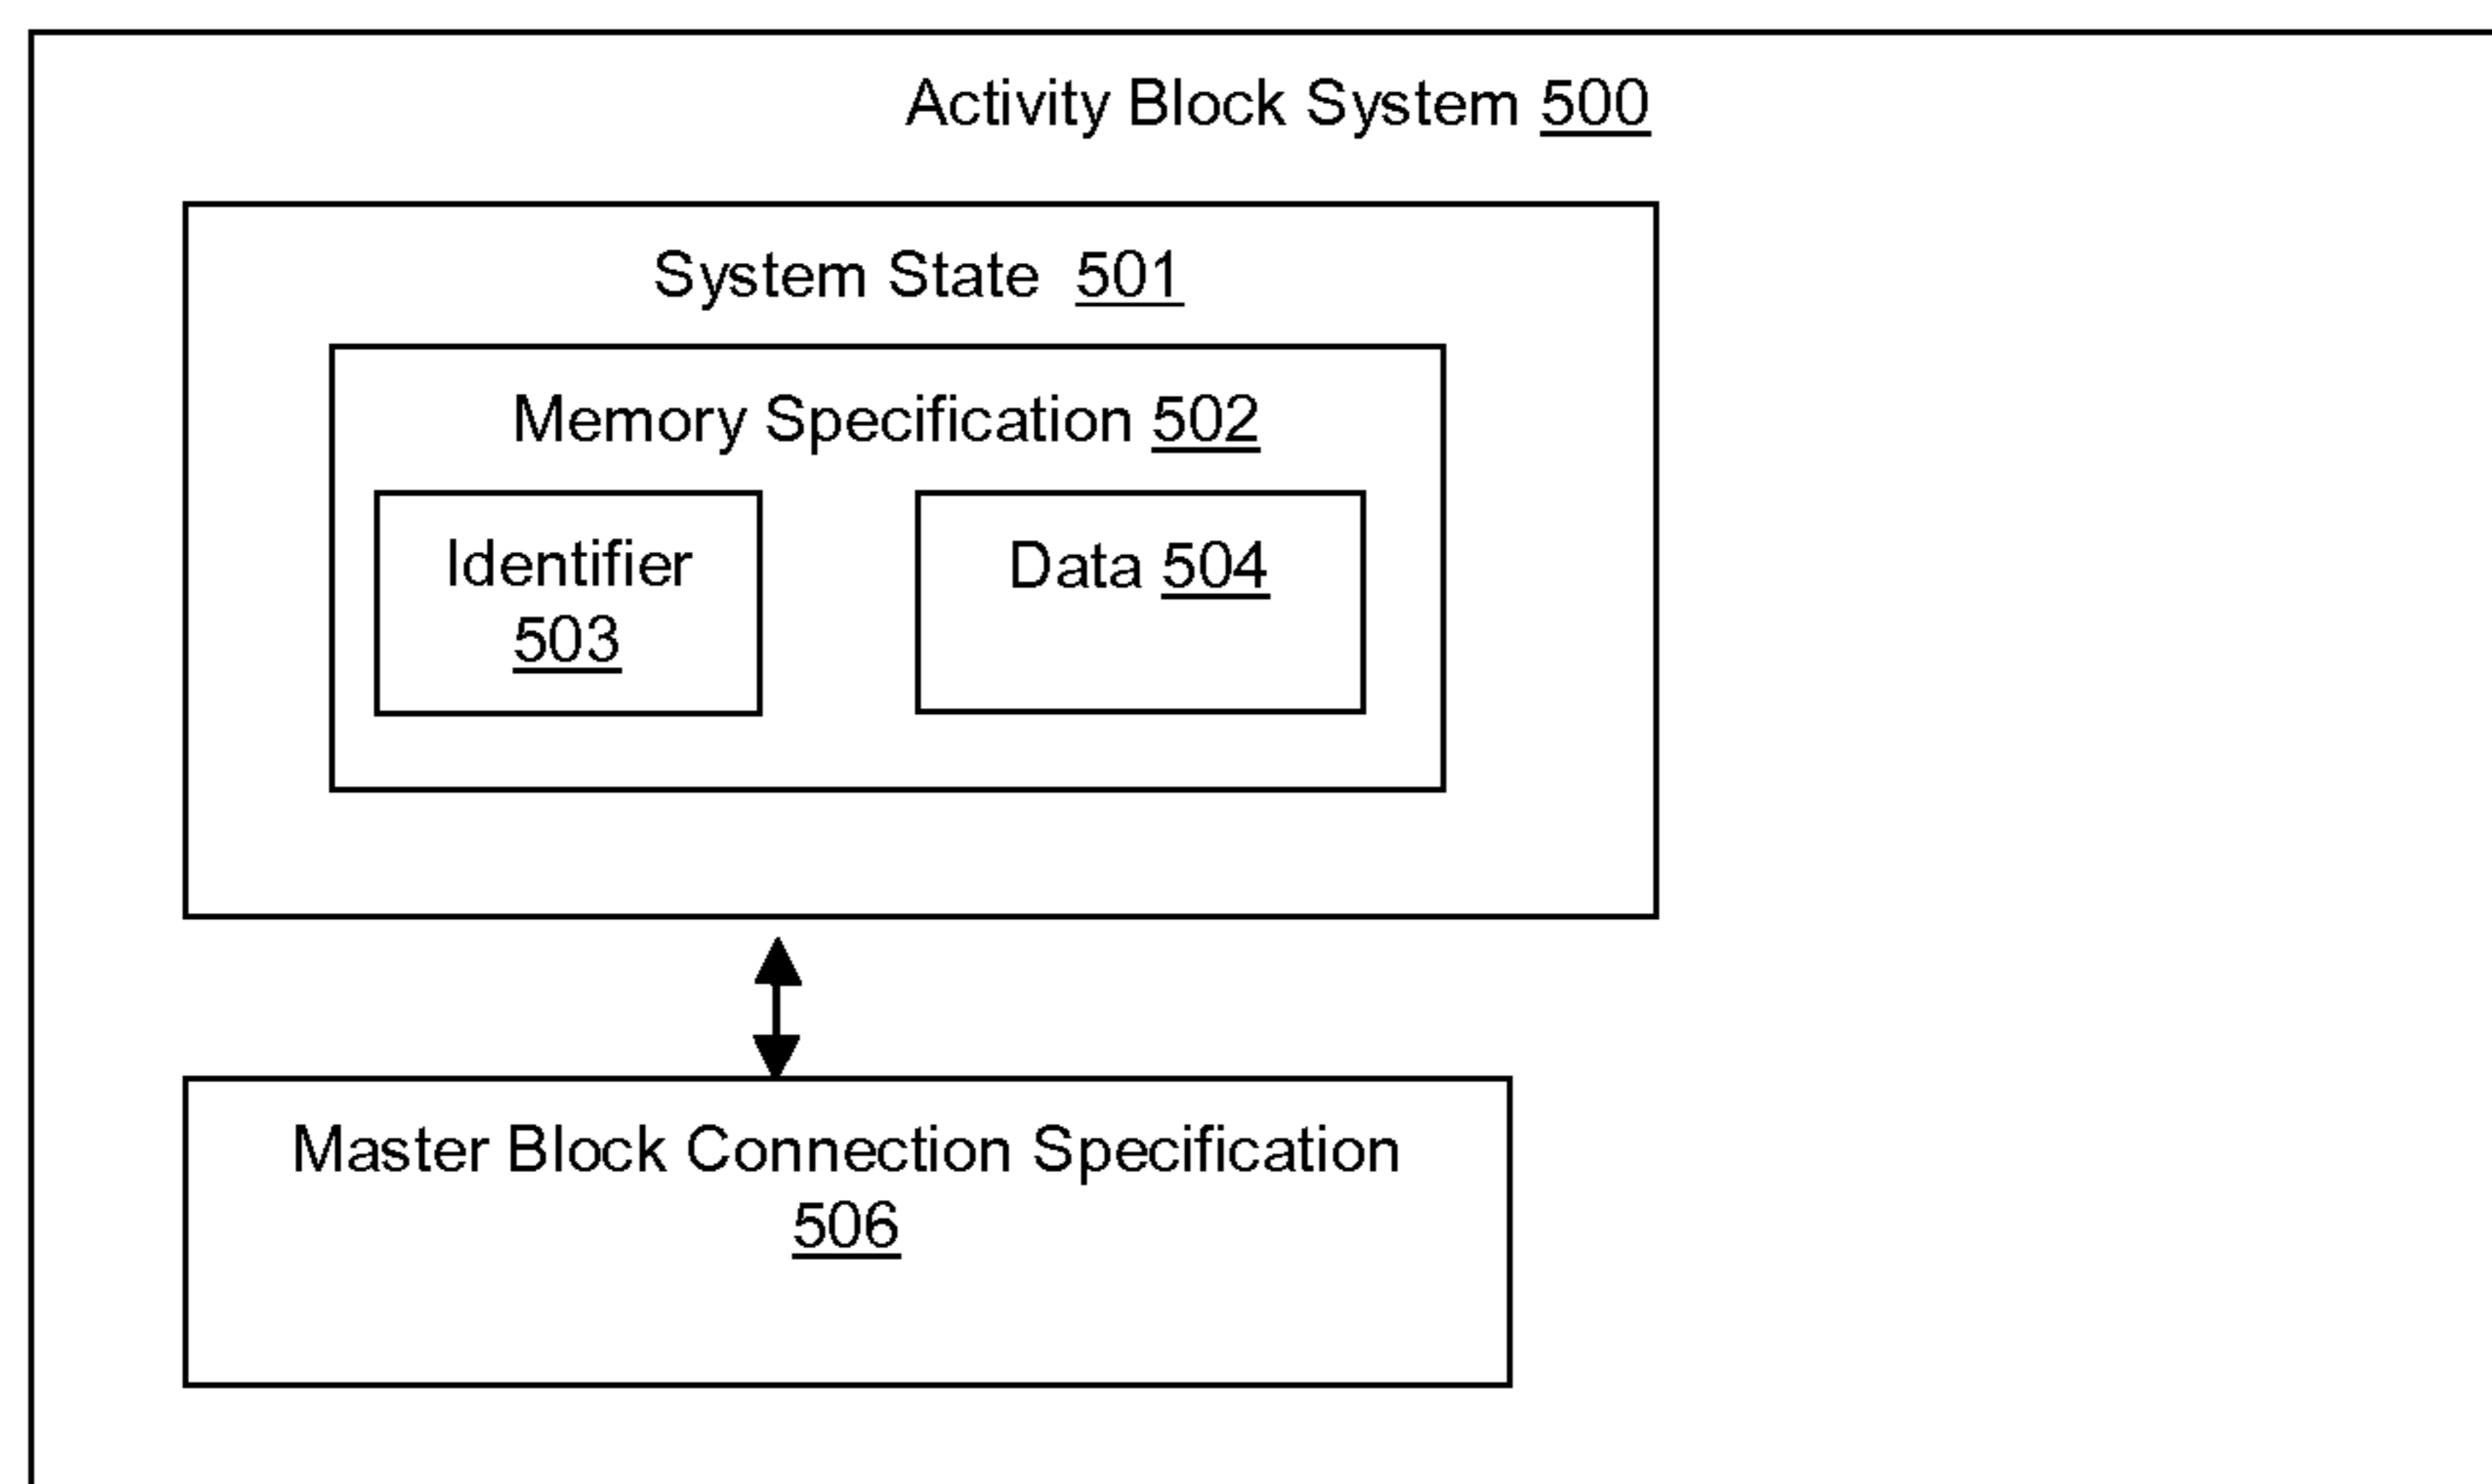 Activity Block System 500
System State 501
Memory Specification 502
Identifier
503
Data 504
Master Block Connection Specification
506